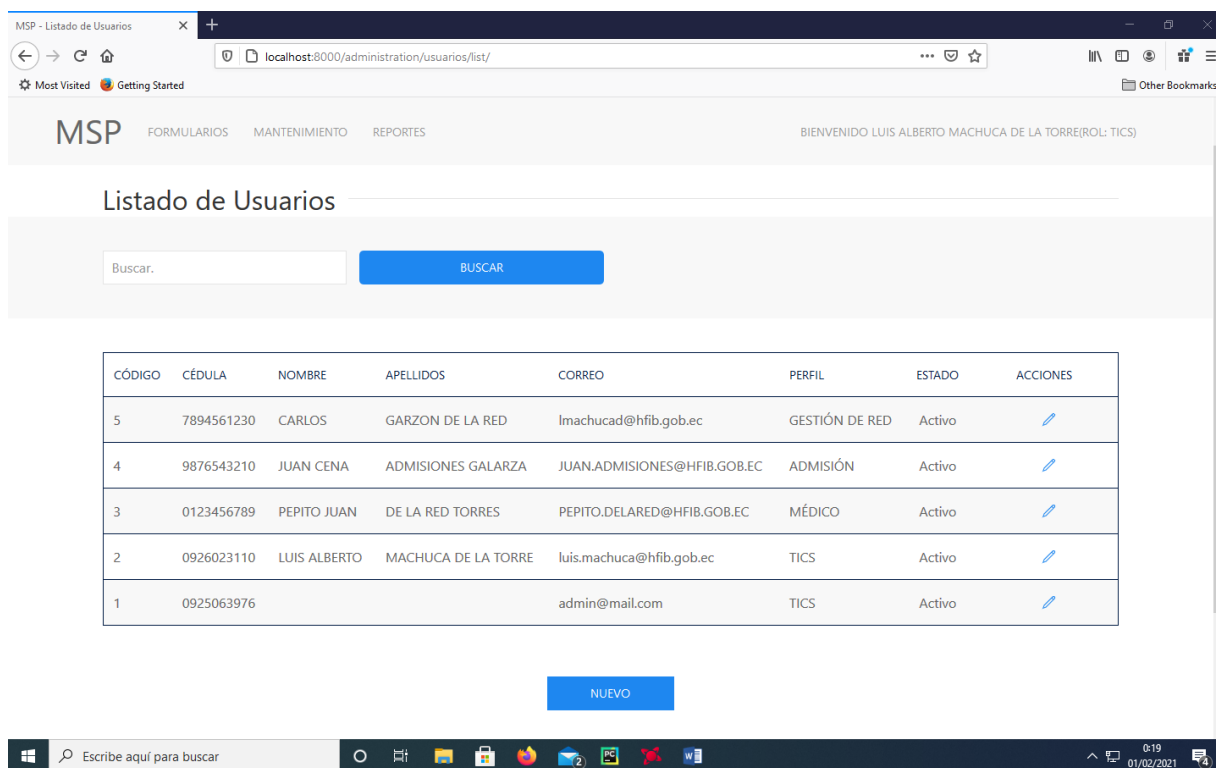 MSP - Listado de Usuarios
localhost:8000/administration/usuarios/list/
Most Visited Getting Started Other Bookmarks
MSP FORMULARIOS MANTENIMIENTO REPORTES BIENVENIDO LUIS ALBERTO MACHUCA DE LA TORRE(ROL: TICS)
Listado de Usuarios
Buscar. BUSCAR
CÓDIGO CÉDULA NOMBRE APELLIDOS CORREO PERFIL ESTADO ACCIONES
5 7894561230 CARLOS GARZON DE LA RED lmachucad@hfib.gob.ec GESTIÓN DE RED Activo
4 9876543210 JUAN CENA ADMISIONES GALARZA JUAN.ADMISIONES@HFIB.GOB.EC ADMISIÓN Activo
3 0123456789 PEPITO JUAN DE LA RED TORRES PEPITO.DELARED@HFIB.GOB.EC MÉDICO Activo
2 0926023110 LUIS ALBERTO MACHUCA DE LA TORRE luis.machuca@hfib.gob.ec TICS Activo
1 0925063976 admin@mail.com TICS Activo
NUEVO
Escribe aquí para buscar 2 PC W 0:19
01/02/2021 4